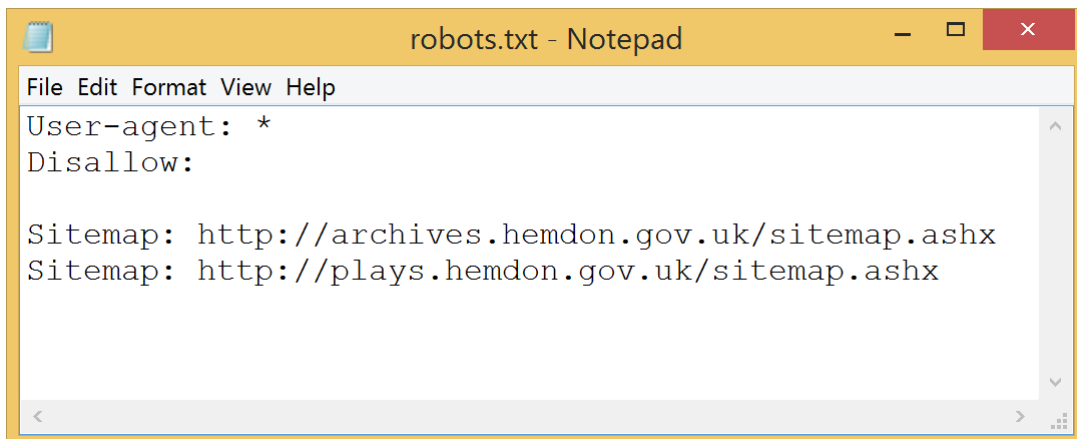 robots.txt - Notepad
File Edit Format View Help
User-agent: *
Disallow:
Sitemap: http://archives.hemdon.gov.uk/sitemap.ashx
Sitemap: http://plays.hemdon.gov.uk/sitemap.ashx